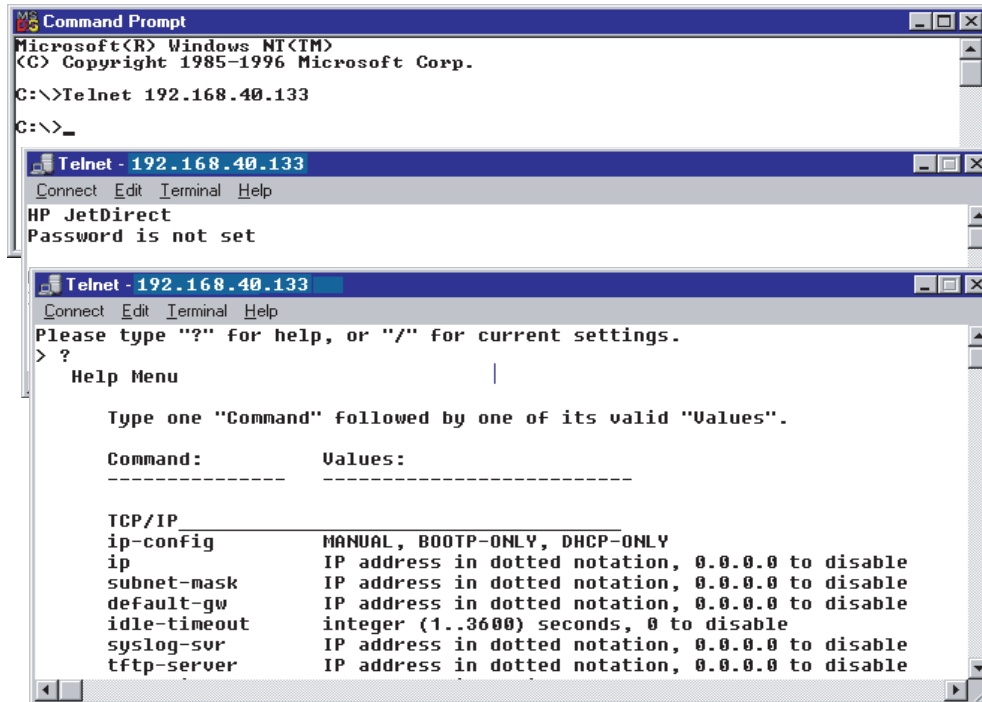 Command Prompt
Microsoft(R) Windows NT(TM)
(C) Copyright 1985-1996 Microsoft Corp.
C:\>Telnet 192.168.40.133
C:\>_
Telnet - 192.168.40.133
Connect Edit Terminal Help
HP JetDirect
Password is not set
Telnet - 192.168.40.133
Connect Edit Terminal Help
Please type "?" for help, or "/" for current settings.
> ?
Help Menu
Type one "Command" followed by one of its valid "Values".
Command: Values:
--------------- --------------------------
TCP/IP_____________________________________
ip-config MANUAL, BOOTP-ONLY, DHCP-ONLY
ip IP address in dotted notation, 0.0.0.0 to disable
subnet-mask IP address in dotted notation, 0.0.0.0 to disable
default-gw IP address in dotted notation, 0.0.0.0 to disable
idle-timeout integer (1..3600) seconds, 0 to disable
syslog-svr IP address in dotted notation, 0.0.0.0 to disable
tftp-server IP address in dotted notation, 0.0.0.0 to disable